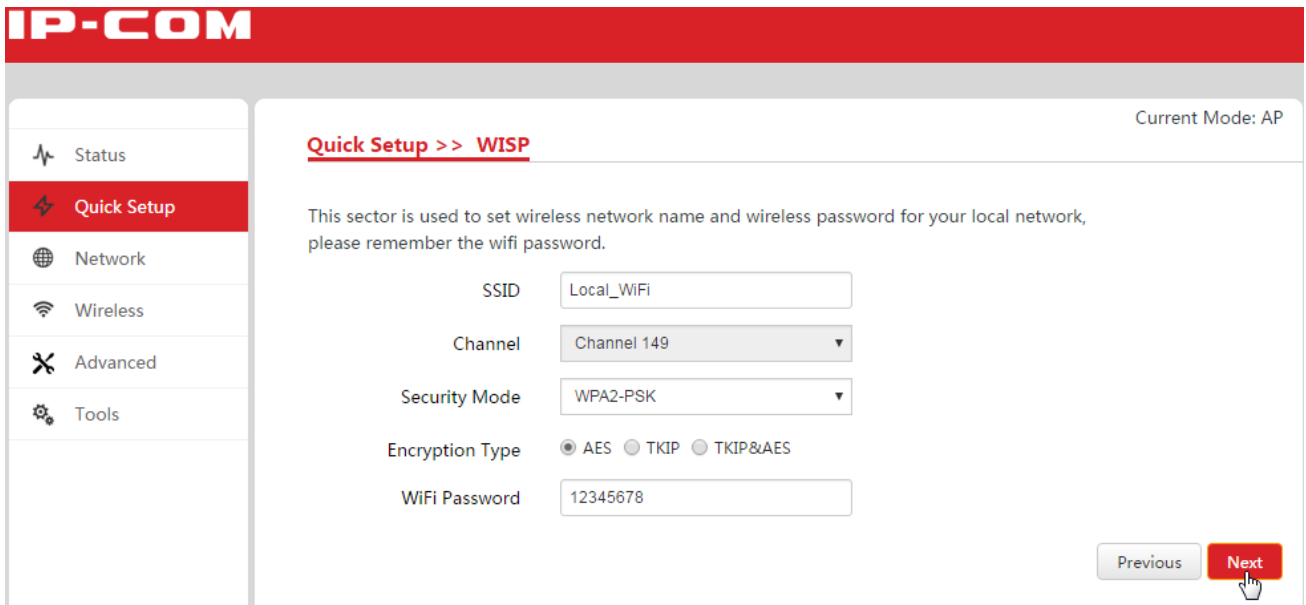 IP-COM
Current Mode: AP
Status
Quick Setup
Network
Wireless
Advanced
Tools
Quick Setup >> WISP
This sector is used to set wireless network name and wireless password for your local network,
please remember the wifi password.
SSID Local_WiFi
Channel Channel 149
Security Mode WPA2-PSK
Encryption Type AES TKIP TKIP&AES
WiFi Password 12345678
Previous Next